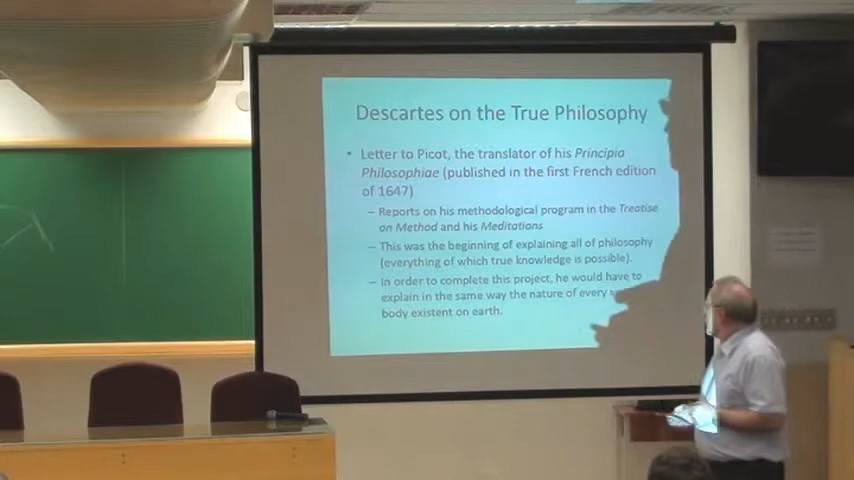 Descartes on the True Philosophy
• Letter to Picot, the translator of his Principia
Philosophiae (published in the first French edition
of 1647)
– Reports on his methodological program in the Treatise
on Method and his Meditations
– This was the beginning of explaining all of philosophy
(everything of which true knowledge is possible).
– In order to complete this project, he would have to
explain in the same way the nature of every
body existent on earth.